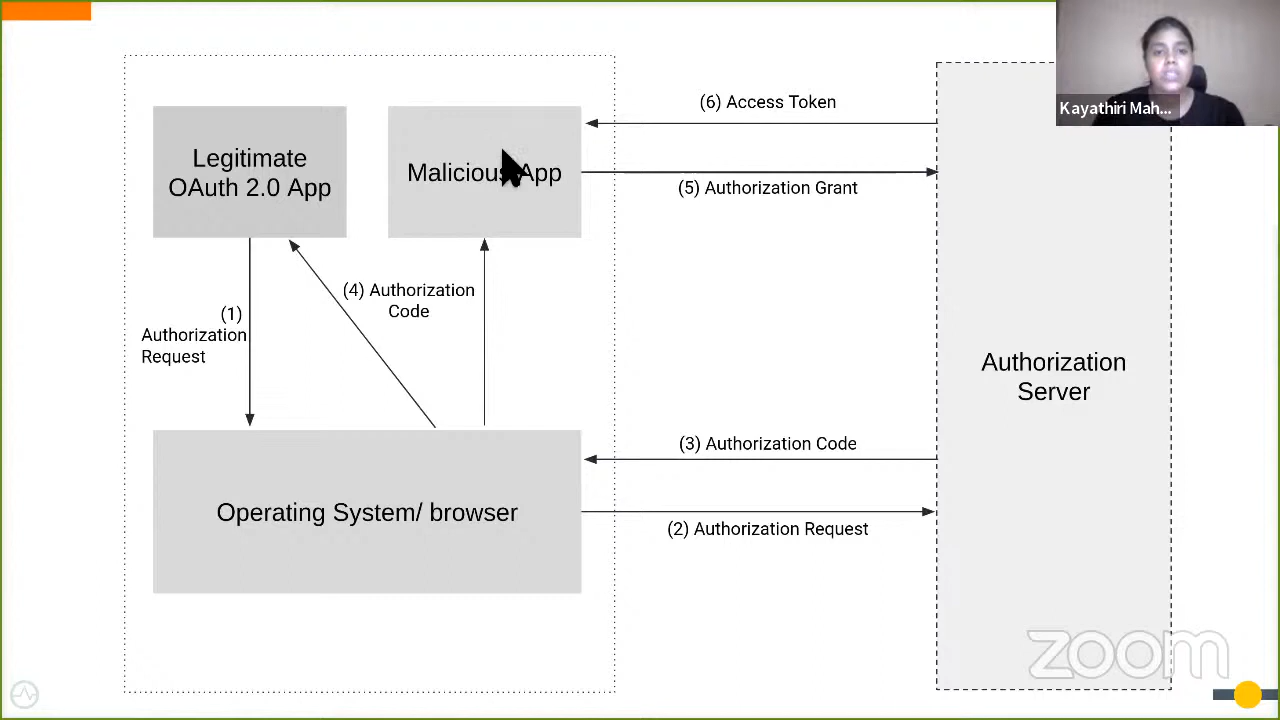 (6) Access Token
Kayathiri Mah...
Legitimate
OAuth 2.0 App
Malicious App
(5) Authorization Grant
(4) Authorization
Code
(1)
Authorization
Request
Authorization
Server
(3) Authorization Code
Operating System/ browser
(2) Authorization Request
zoom